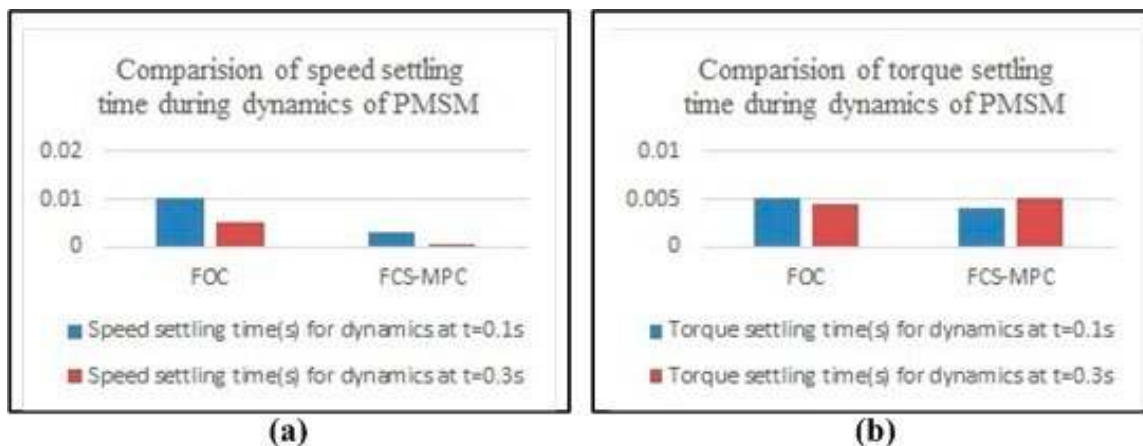 Comparision of speed settling
time during dynamics of PMSM
0.02
0.01
0
FOC
FCS-MPC
Speed settling time(s) for dynamics at t=0.1s
Speed settling time(s) for dynamics at t=0.3s
(a)
Comparision of torque settling
time during dynamics of PMSM
0.01
0.005
0
FOC
FCS-MPC
Torque settling time(s) for dynamics at t=0.1s
Torque settling time(s) for dynamics at t=0.3s
(b)